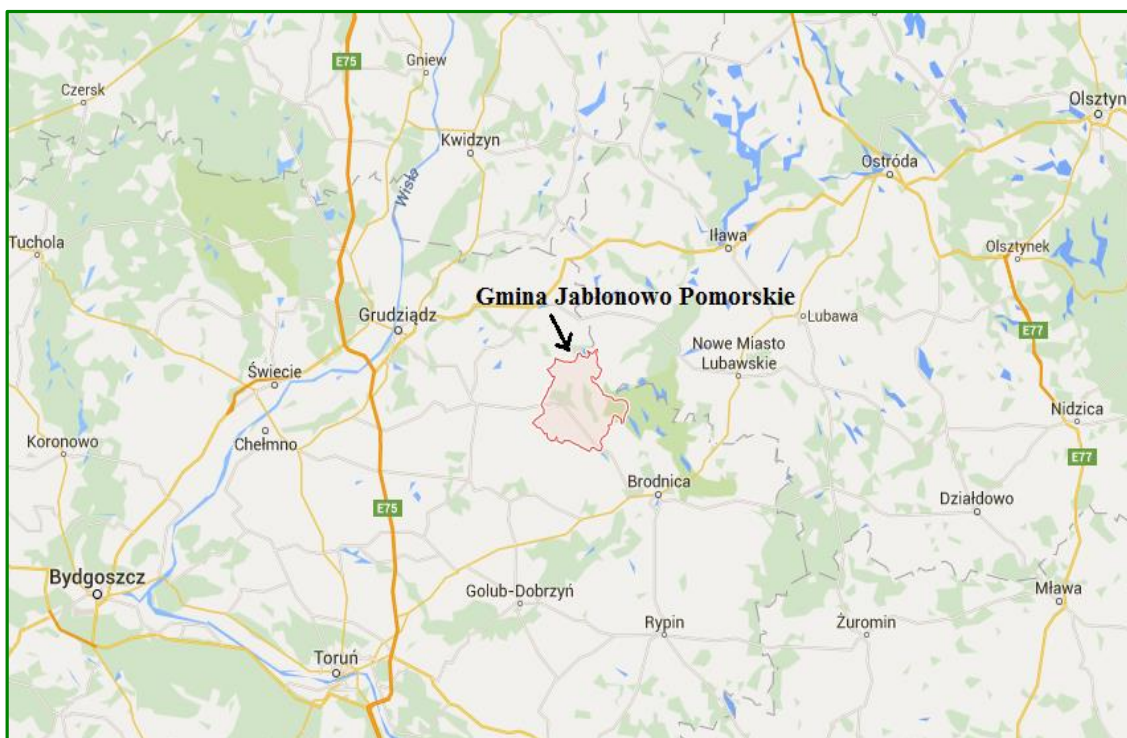 E75
Gniew
Czersk
Olsztyn
Kwidzyn
Ostróda
Wisła
Tuchola
Iława
Olsztynek
Gmina Jabłonowo Pomorskie
Grudziądz
Lubawa
E77
Nowe Miasto
Lubawskie
Świecie
Nidzica
Koronowo
Chełmno
E77
Brodnica
Działdowo
E75
Bydgoszcz
Golub-Dobrzyń
Mława
Rypin
Żuromin
Toruń